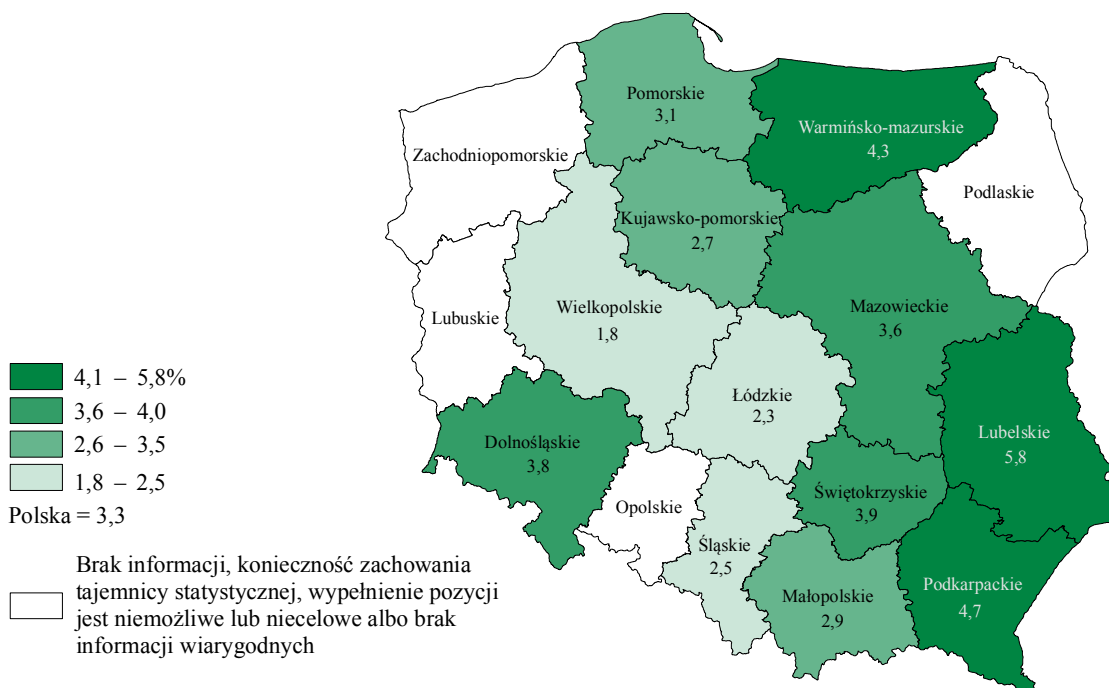 Pomorskie
3,1
Warmińsko-mazurskie
4,3
Zachodniopomorskie
Podlaskie
Kujawsko-pomorskie
2,7
Wielkopolskie
1,8
Mazowieckie
3,6
Lubuskie
Łódzkie
2,3
Dolnośląskie
3,8
Lubelskie
5,8
Opolskie
Świętokrzyskie
3,9
Śląskie
2,5
Małopolskie
2,9
Podkarpackie
4,7
4,1 – 5,8%
3,6 – 4,0
2,6 – 3,5
1,8 – 2,5
Polska = 3,3
Brak informacji, konieczność zachowania
tajemnicy statystycznej, wypełnienie pozycji
jest niemożliwe lub niecelowe albo brak
informacji wiarygodnych